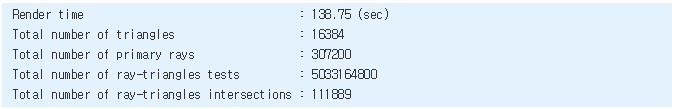 Render time : 138.75 (sec)
Total number of triangles : 16384
Total number of primary rays : 307200
Total number of ray-triangles tests : 5033164800
Total number of ray-triangles intersections : 111889